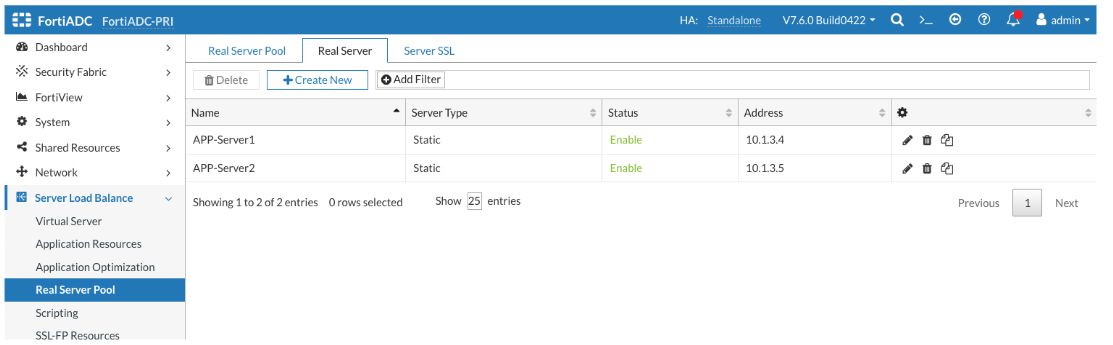 FortiADC FortiADC-PRI HA: Standalone V7.6.0 Build0422 admin
Dashboard
Security Fabric
FortiView
System
Shared Resources
Network
Server Load Balance
Virtual Server
Application Resources
Application Optimization
Real Server Pool
Scripting
SSL-FP Resources
Real Server Pool Real Server Server SSL
Delete Create New Add Filter
Name Server Type Status Address
APP-Server1 Static Enable 10.1.3.4
APP-Server2 Static Enable 10.1.3.5
Showing 1 to 2 of 2 entries 0 rows selected Show 25 entries Previous 1 Next